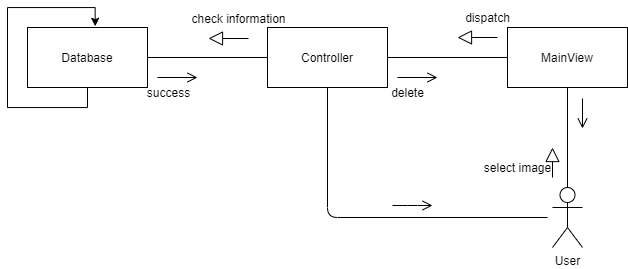 dispatch
check information
Database
Controller
MainView
success
delete
select image
User